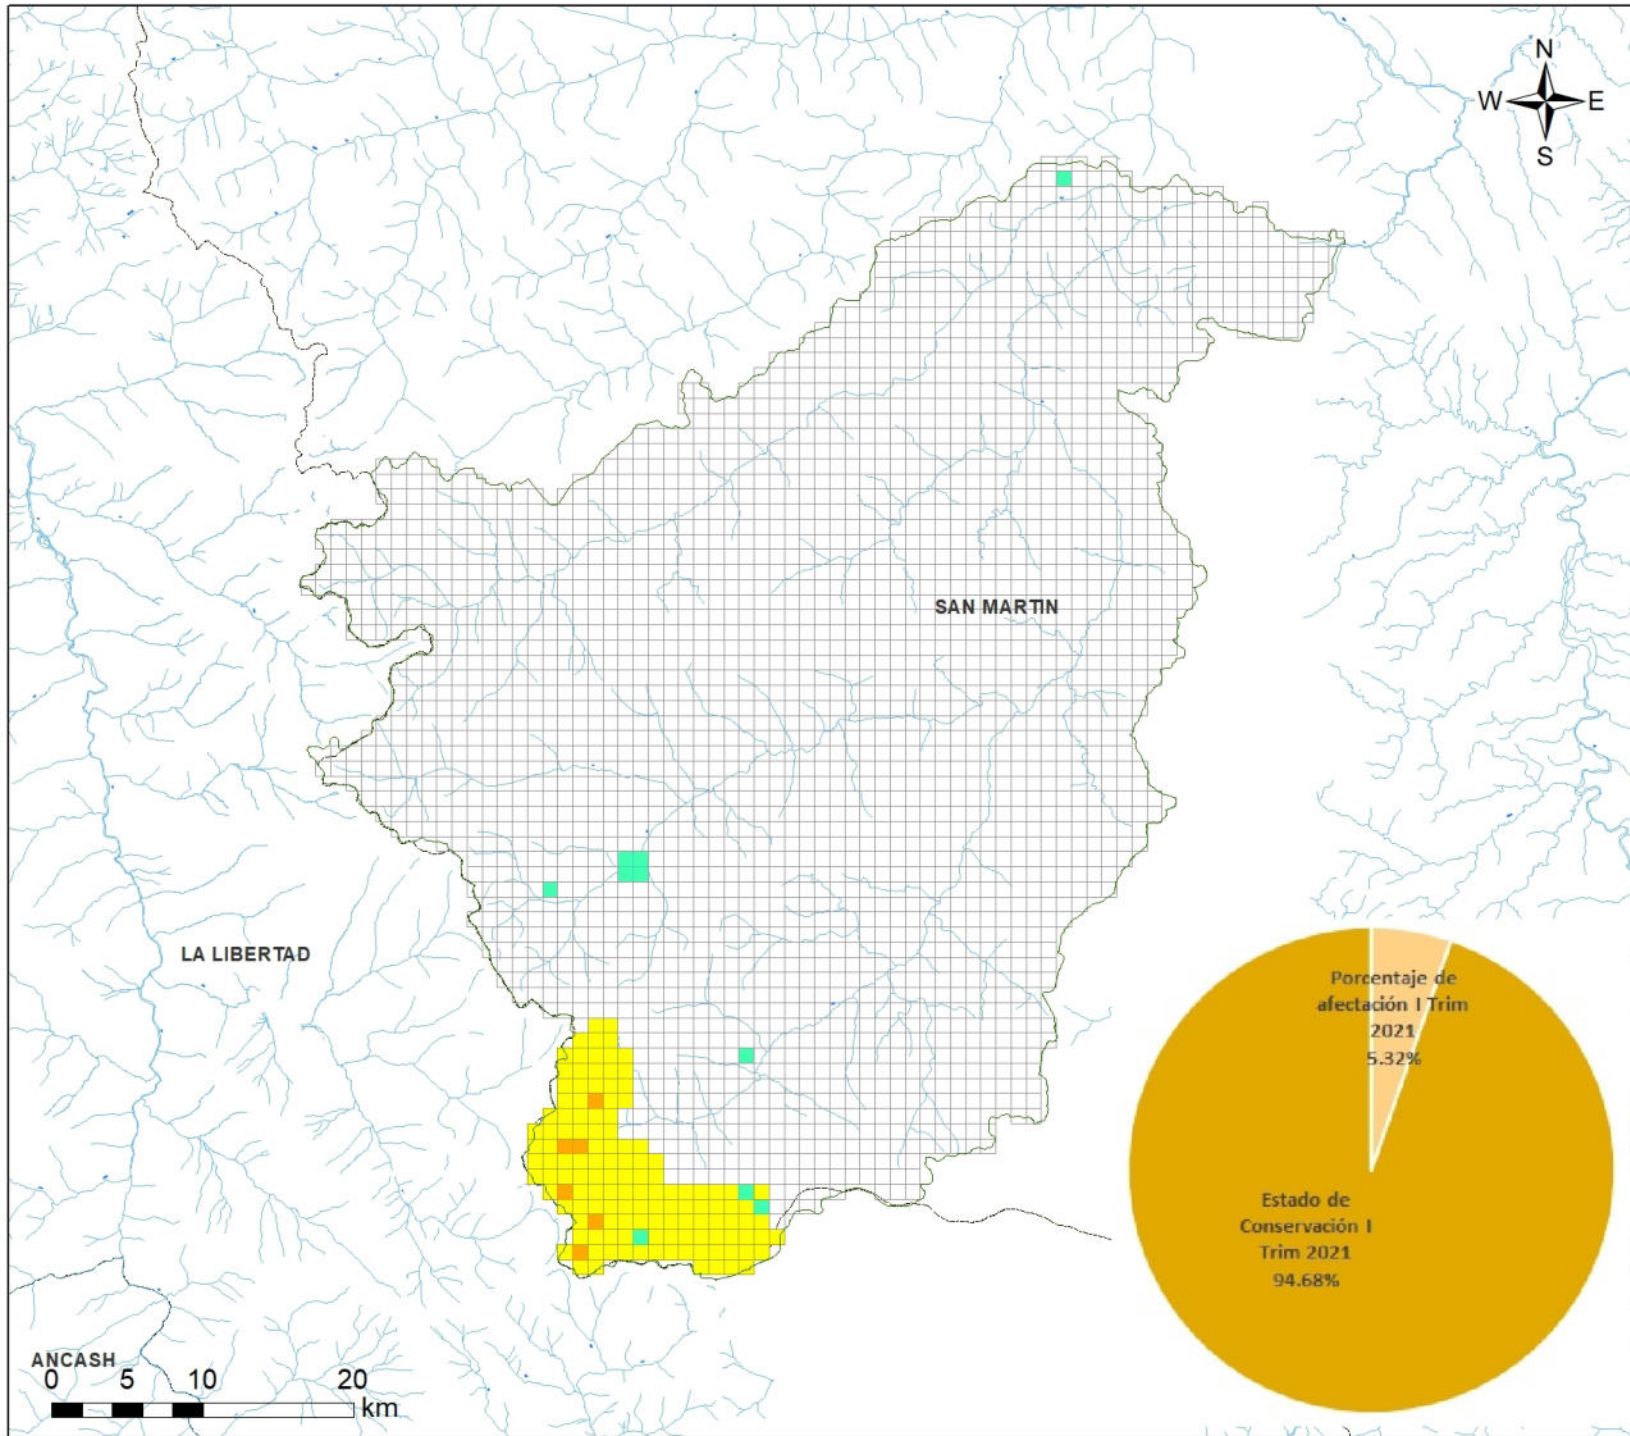 N
W E
S
SAN MARTIN
LA LIBERTAD
Porcentaje de
afectación I Trim
2021
5.32%
Estado de
Conservación I
Trim 2021
94.68%
ANCASH
0 5 10 20
km